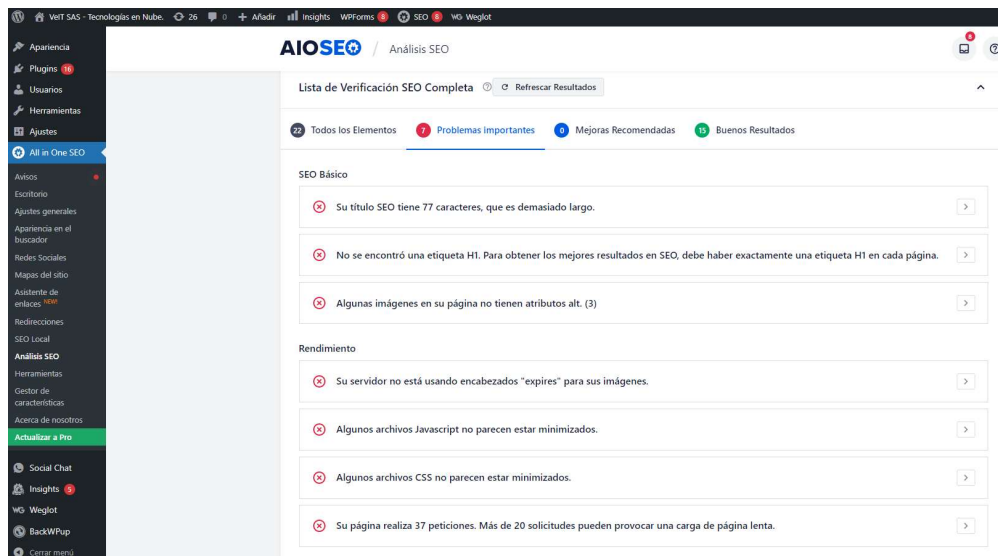 VeIT SAS - Tecnologías en Nube. 26 0 Añadir Insights WPForms 8 SEO 8 WG Weglot
Apariencia
Plugins 16
Usuarios
Herramientas
Ajustes
All in One SEO
Avisos
Escritorio
Ajustes generales
Apariencia en el
buscador
Redes Sociales
Mapas del sitio
Asistente de
enlaces NEW!
Redirecciones
SEO Local
Análisis SEO
Herramientas
Gestor de
características
Acerca de nosotros
Actualizar a Pro
Social Chat
Insights 5
WG Weglot
BackWPup
Cerrar menú
AIOSEO / Análisis SEO
8
Lista de Verificación SEO Completa Refrescar Resultados
22 Todos los Elementos 7 Problemas importantes 0 Mejoras Recomendadas 15 Buenos Resultados
SEO Básico
Su título SEO tiene 77 caracteres, que es demasiado largo.
No se encontró una etiqueta H1. Para obtener los mejores resultados en SEO, debe haber exactamente una etiqueta H1 en cada página.
Algunas imágenes en su página no tienen atributos alt. (3)
Rendimiento
Su servidor no está usando encabezados "expires" para sus imágenes.
Algunos archivos Javascript no parecen estar minimizados.
Algunos archivos CSS no parecen estar minimizados.
Su página realiza 37 peticiones. Más de 20 solicitudes pueden provocar una carga de página lenta.